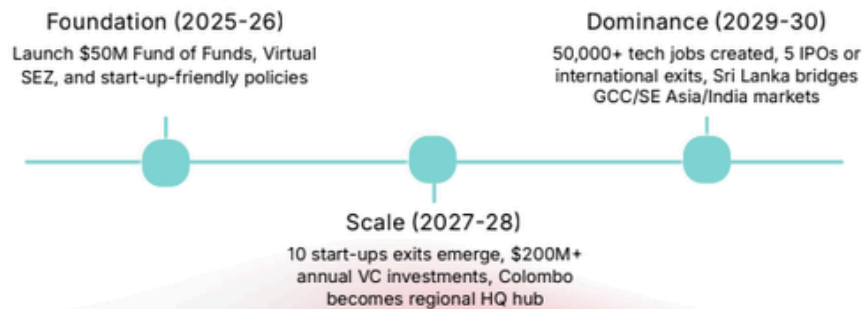 Foundation (2025-26)
Launch $50M Fund of Funds, Virtual
SEZ, and start-up-friendly policies
Scale (2027-28)
10 start-ups exits emerge, $200M+
annual VC investments, Colombo
becomes regional HQ hub
Dominance (2029-30)
50,000+ tech jobs created, 5 IPOs or
international exits, Sri Lanka bridges
GCC/SE Asia/India markets